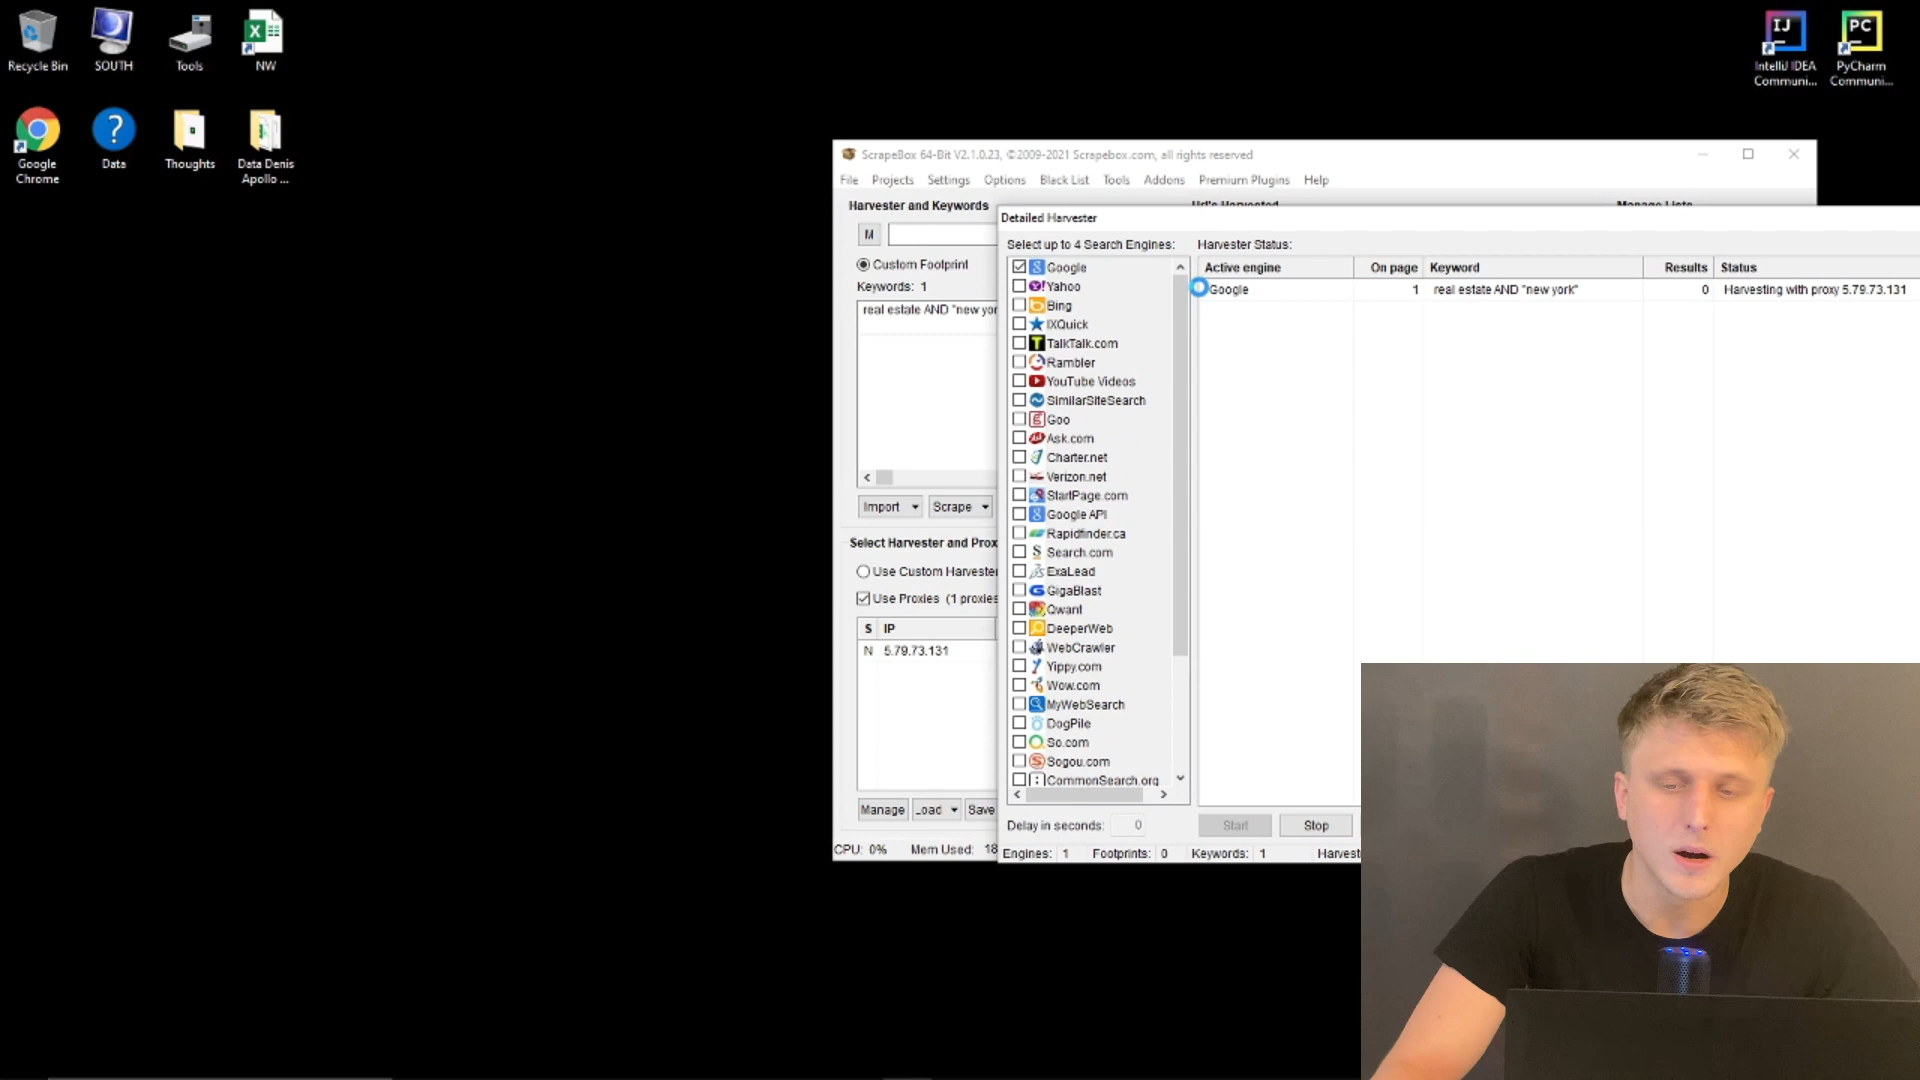 Recycle Bin
SOUTH
Tools
NW
Google Chrome
Data
Thoughts
Data Denis Apollo ...
IntelliJ IDEA Communi...
PyCharm Communi...
ScrapeBox 64-Bit V2.1.0.23, ©2009-2021 Scrapebox.com, all rights reserved
File Projects Settings Options Black List Tools Addons Premium Plugins Help
Harvester and Keywords
Url's Harvested
Manage Lists
M
Custom Footprint
Keywords: 1
real estate AND "new yor
Import
Scrape
Select Harvester and Prox
Use Custom Harveste
Use Proxies (1 proxies
S IP
N 5.79.73.131
Manage
Load
Save
CPU: 0% Mem Used: 18
Detailed Harvester
Select up to 4 Search Engines:
Google
Yahoo
Bing
IXQuick
TalkTalk.com
Rambler
YouTube Videos
SimilarSiteSearch
Goo
Ask.com
Charter.net
Verizon.net
StartPage.com
Google API
Rapidfinder.ca
Search.com
ExaLead
GigaBlast
Qwant
DeeperWeb
WebCrawler
Yippy.com
Wow.com
MyWebSearch
DogPile
So.com
Sogou.com
CommonSearch.org
Harvester Status:
Active engine On page Keyword Results Status
Google 1 real estate AND "new york" 0 Harvesting with proxy 5.79.73.131
Delay in seconds: 0
Start
Stop
Engines: 1 Footprints: 0 Keywords: 1 Harvest